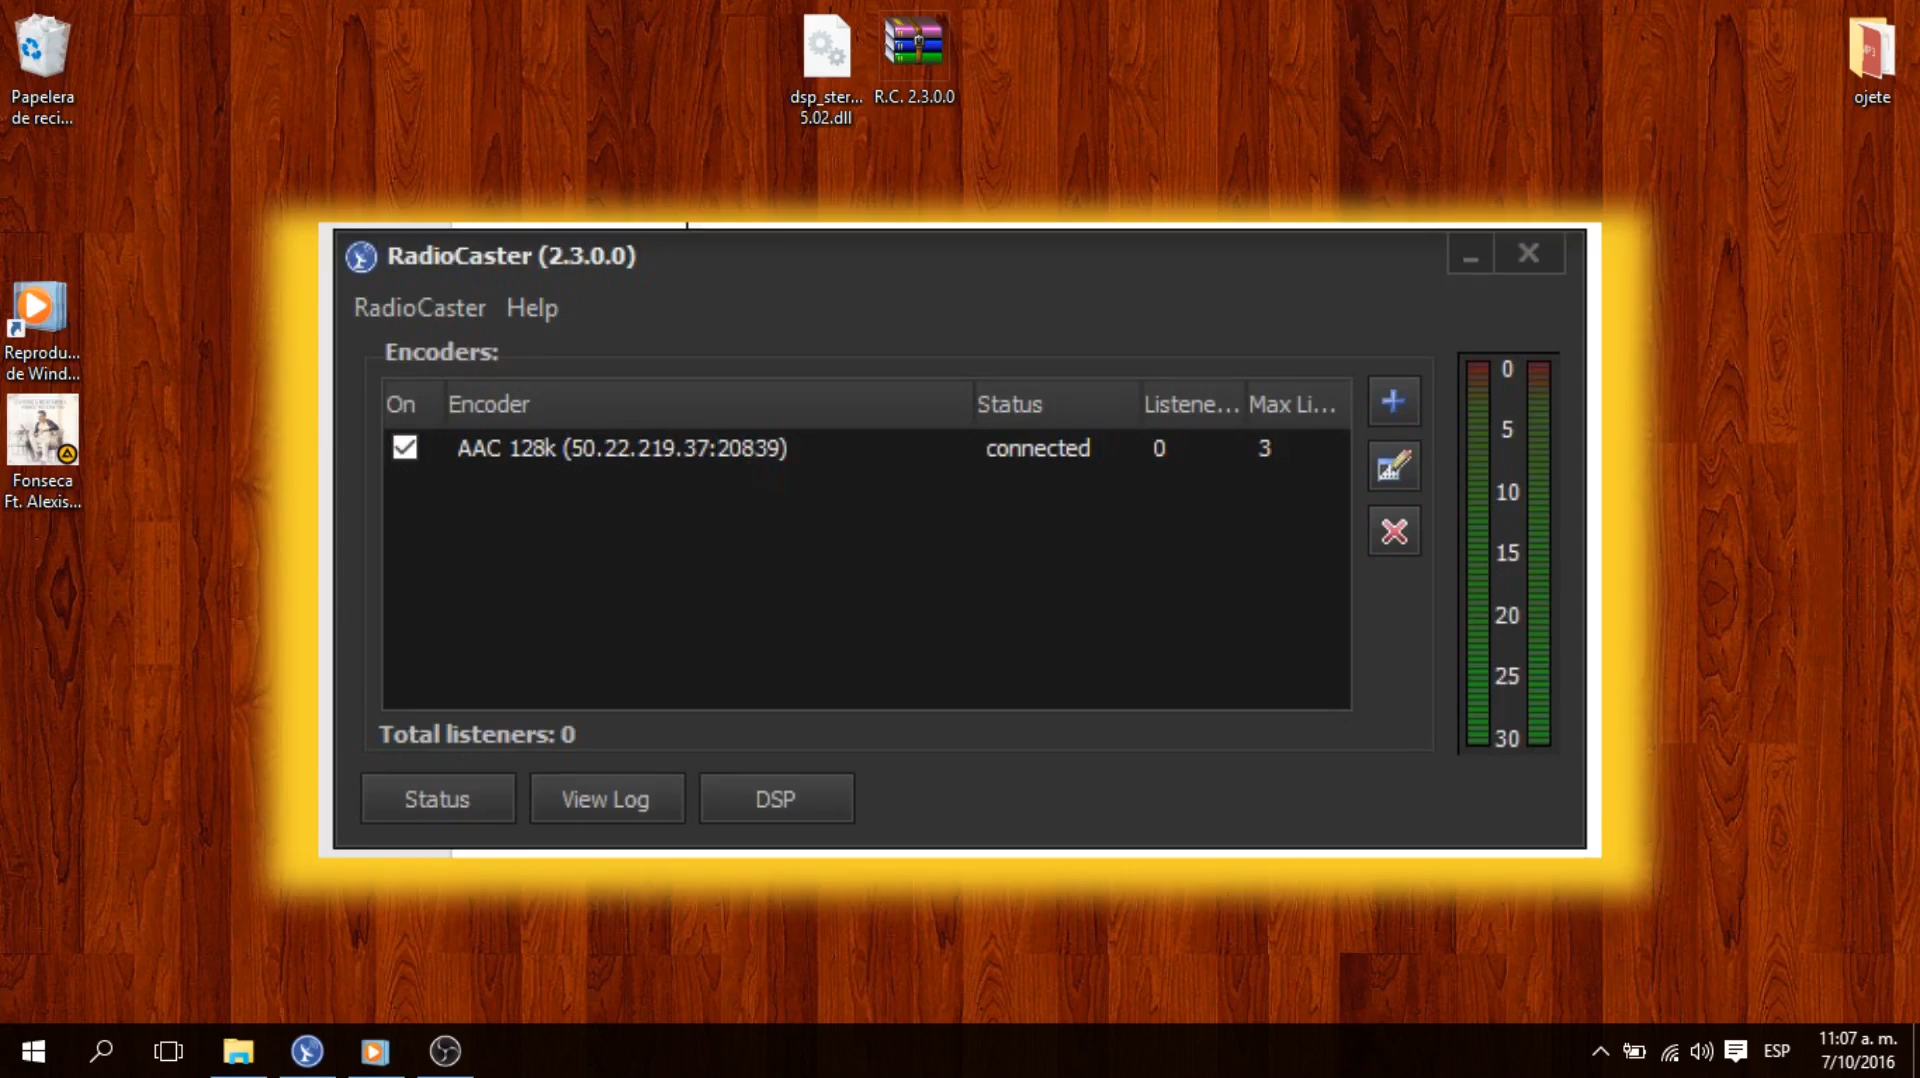 Papelera
de reci...
dsp_ster...
5.02.dll
R.C. 2.3.0.0
MP3
ojete
Reprodu...
de Wind...
Fonseca
Ft. Alexis...
RadioCaster (2.3.0.0)
RadioCaster Help
Encoders:
On Encoder Status Listene... Max Li...
AAC 128k (50.22.219.37:20839) connected 0 3
0
5
10
15
20
25
30
Total listeners: 0
Status View Log DSP
ESP
11:07 a. m.
7/10/2016